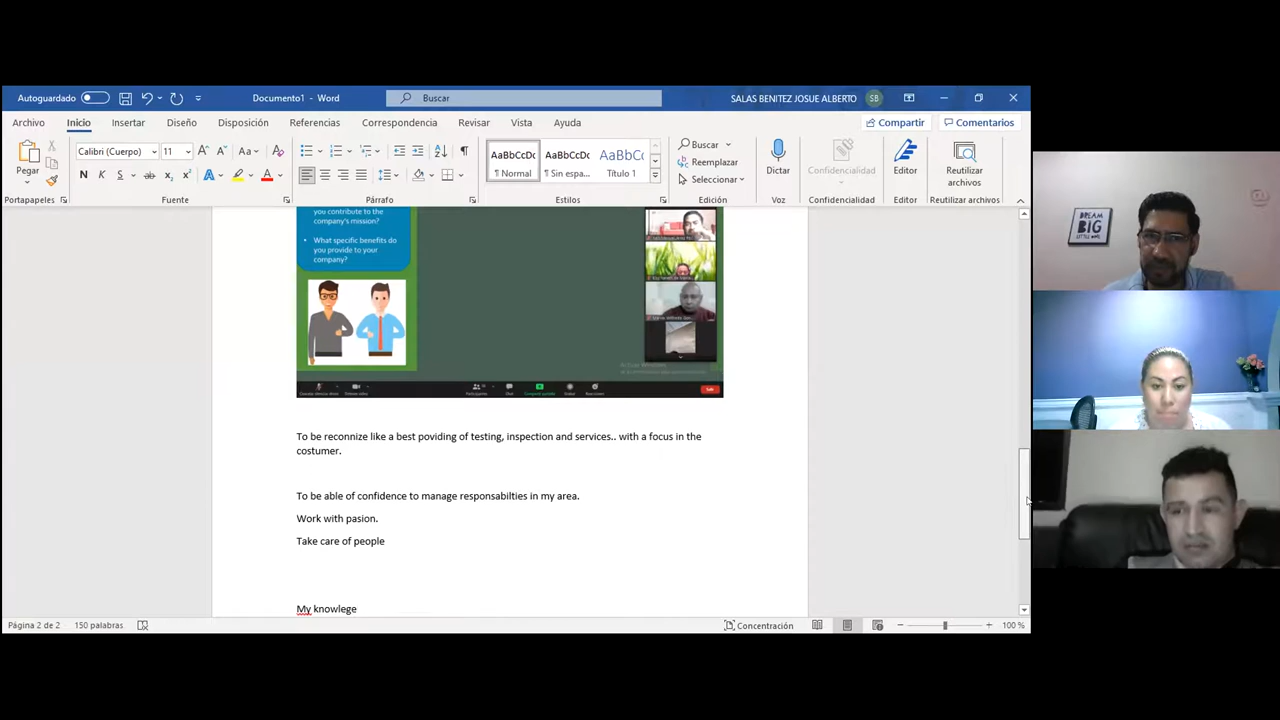 Autoguardado
Documento1 - Word
Buscar
SALAS BENITEZ JOSUE ALBERTO
SB
Archivo Inicio Insertar Diseño Disposición Referencias Correspondencia Revisar Vista Ayuda
Compartir Comentarios
Pegar
Calibri (Cuerpo) 11
N K S
AaBbCcDc AaBbCcDc AaBbCc
¶ Normal ¶ Sin espa... Título 1
Buscar
Reemplazar
Seleccionar
Dictar
Confidencialidad
Editor
Reutilizar archivos
Portapapeles Fuente Párrafo Estilos Edición Voz Confidencialidad Editor Reutilizar archivos
you contribute to the
company's mission?
• What specific benefits do
you provide to your
company?
To be reconnize like a best poviding of testing, inspection and services.. with a focus in the
costumer.
To be able of confidence to manage responsabilties in my area.
Work with pasion.
Take care of people
My knowlege
Página 2 de 2 150 palabras
Concentración
100 %
DREAM
BIG